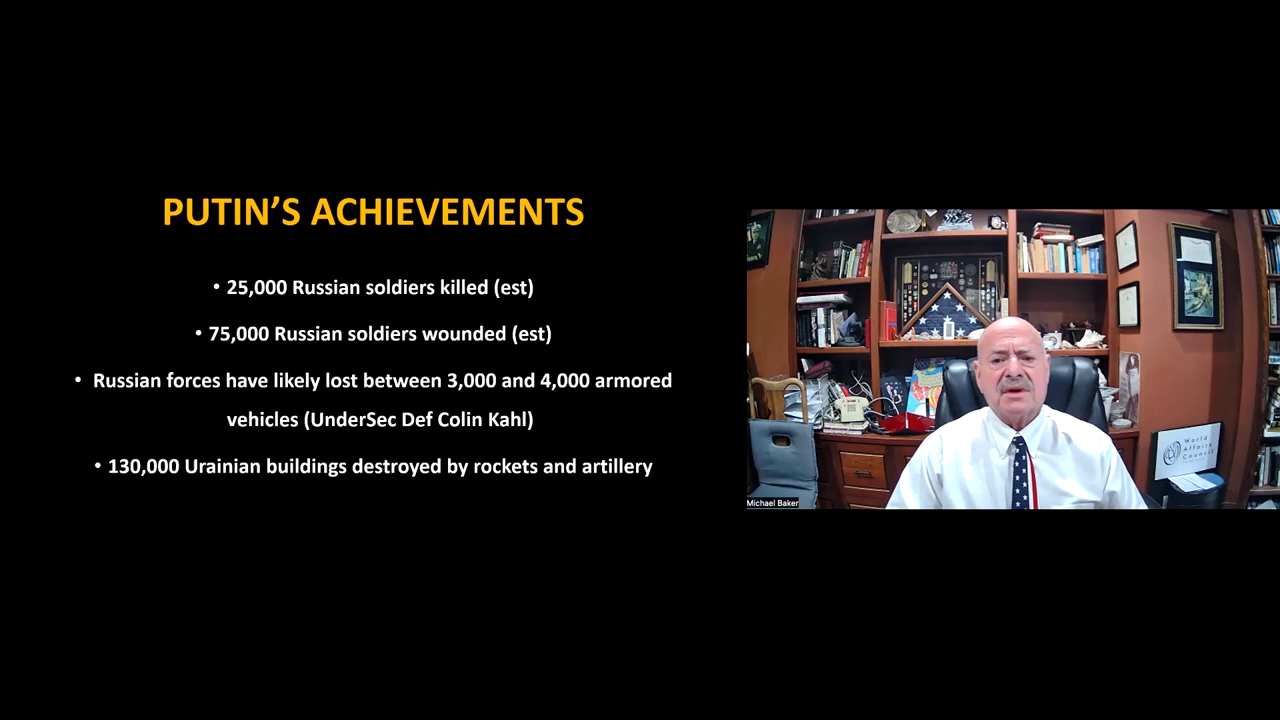 PUTIN’S ACHIEVEMENTS
• 25,000 Russian soldiers killed (est)
• 75,000 Russian soldiers wounded (est)
• Russian forces have likely lost between 3,000 and 4,000 armored
vehicles (UnderSec Def Colin Kahl)
• 130,000 Urainian buildings destroyed by rockets and artillery
World
Affairs
Council
Michael Baker